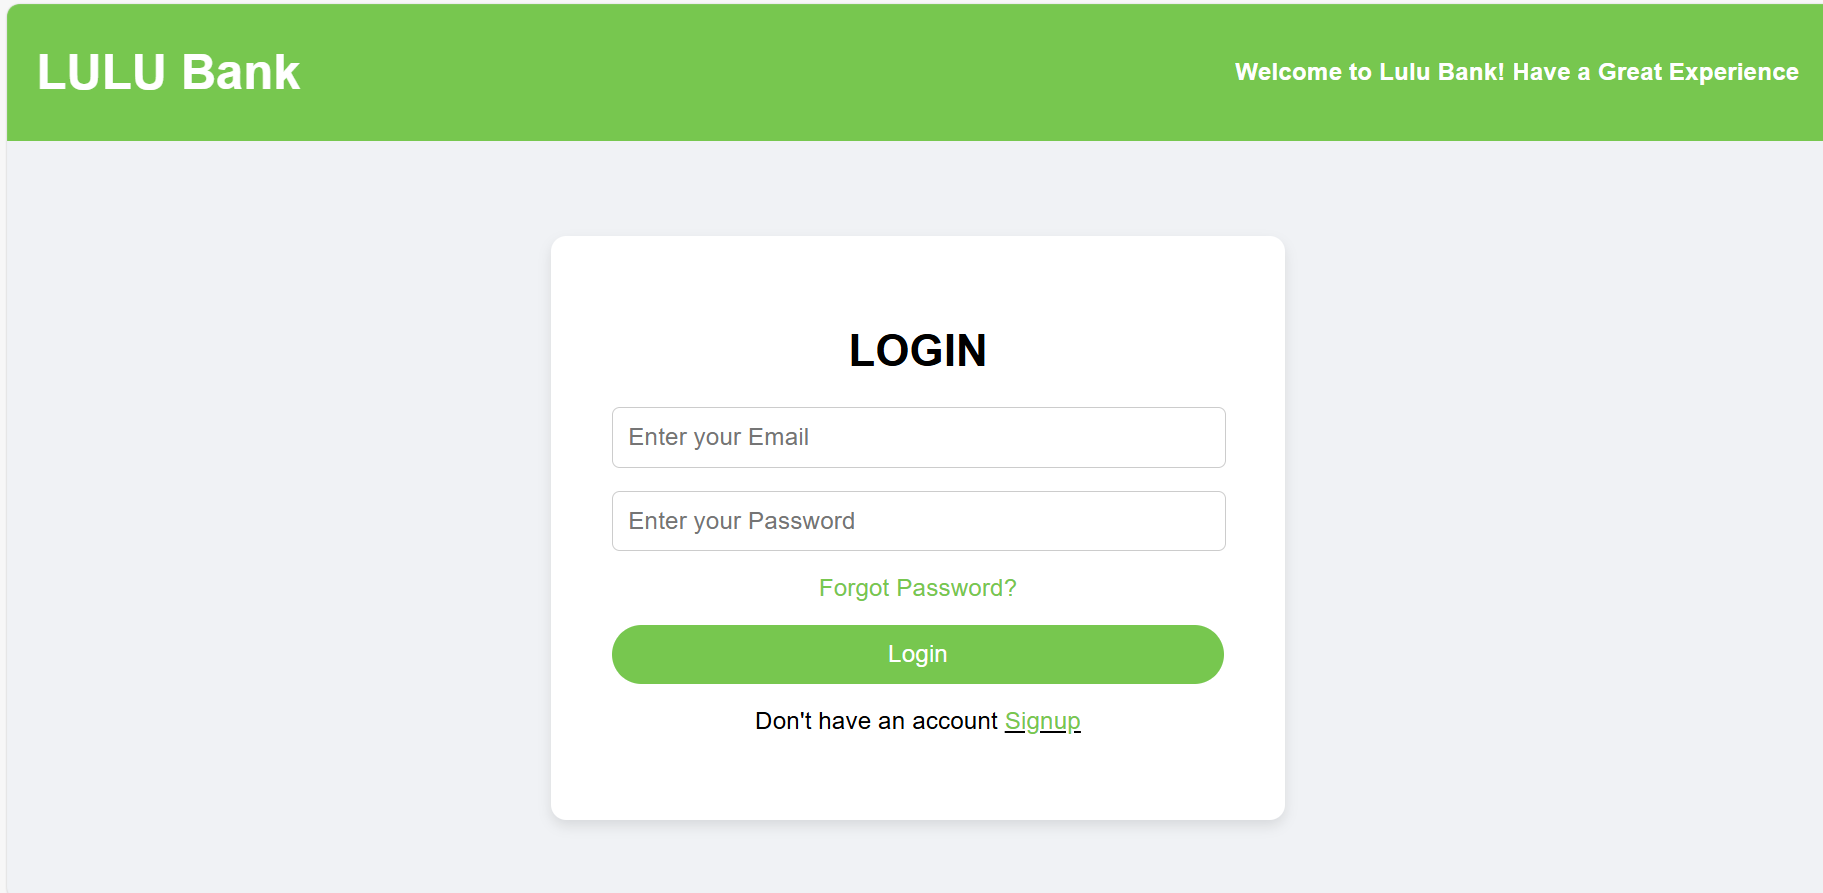 LULU Bank
Welcome to Lulu Bank! Have a Great Experience
LOGIN
Enter your Email
Enter your Password
Forgot Password?
Login
Don't have an account Signup